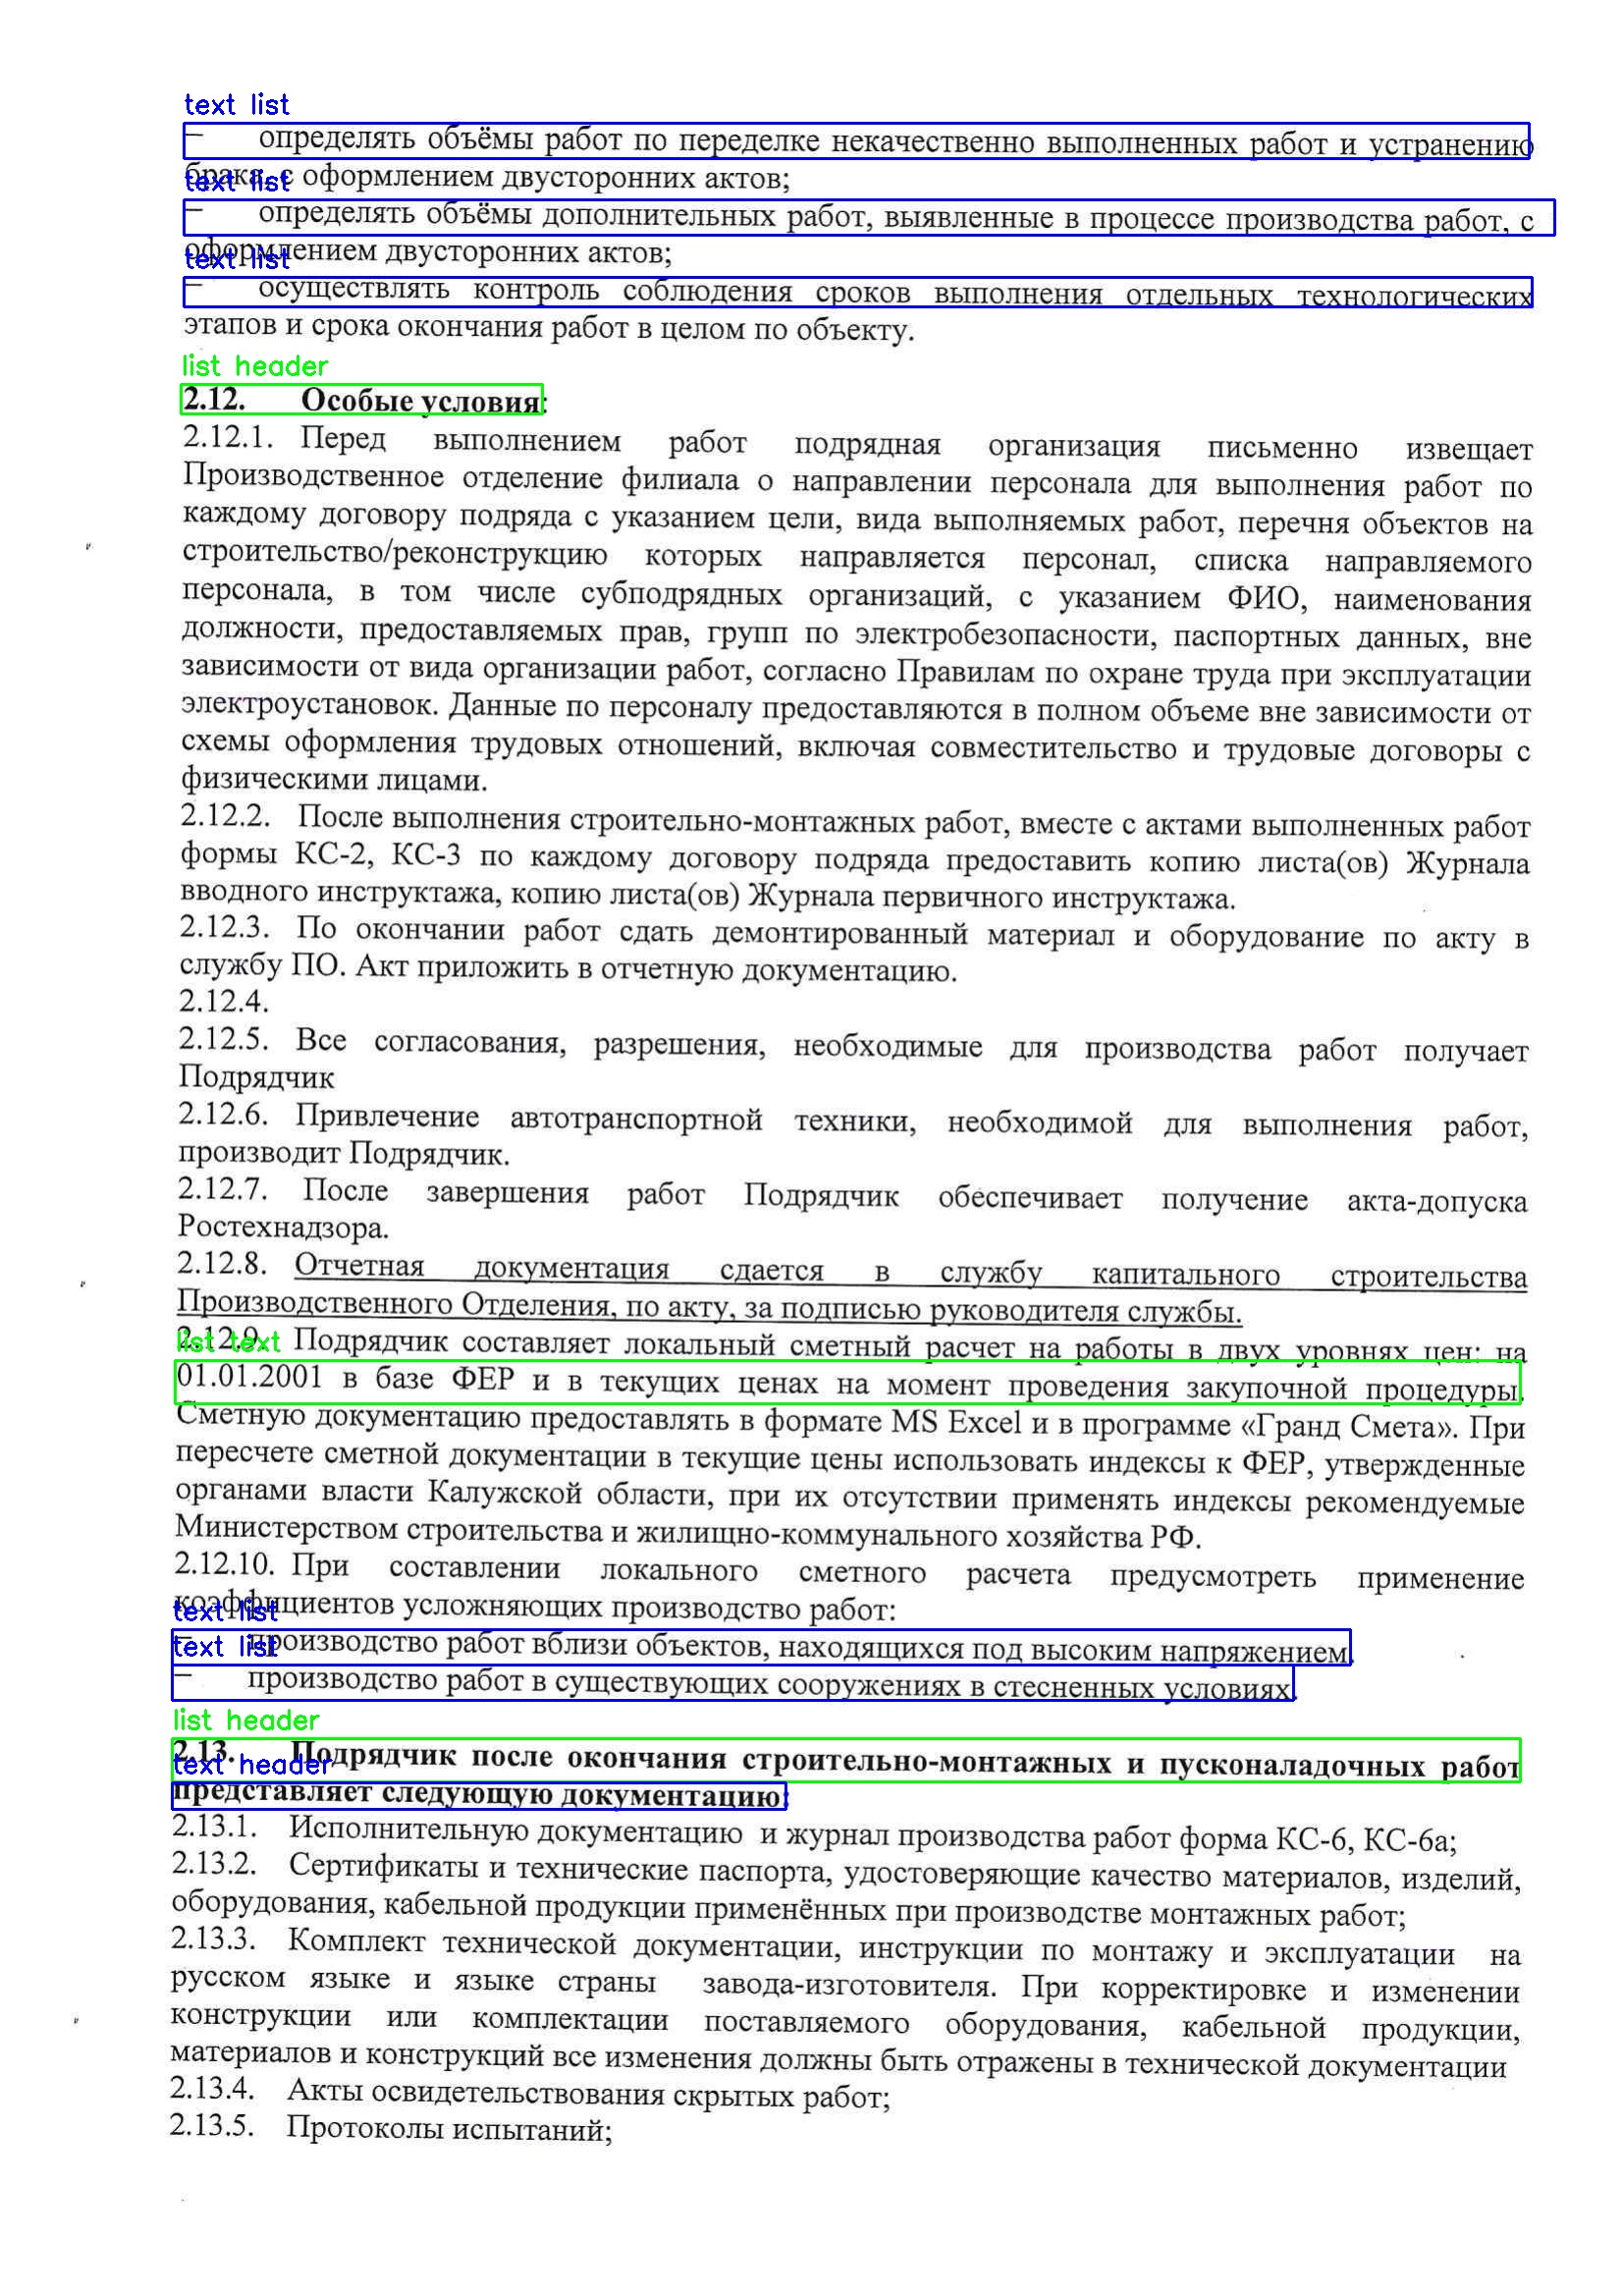 text list
— определять объёмы работ по переделке некачественно выполненных работ и устранению
брака, с оформлением двусторонних актов;
text list
— определять объёмы дополнительных работ, выявленные в процессе производства работ, с
оформлением двусторонних актов;
text list
— осуществлять контроль соблюдения сроков выполнения отдельных технологических
этапов и срока окончания работ в целом по объекту.
list header
2.12. Особые условия:
2.12.1. Перед выполнением работ подрядная организация письменно извещает
Производственное отделение филиала о направлении персонала для выполнения работ по
каждому договору подряда с указанием цели, вида выполняемых работ, перечня объектов на
строительство/реконструкцию которых направляется персонал, списка направляемого
персонала, в том числе субподрядных организаций, с указанием ФИО, наименования
должности, предоставляемых прав, групп по электробезопасности, паспортных данных, вне
зависимости от вида организации работ, согласно Правилам по охране труда при эксплуатации
электроустановок. Данные по персоналу предоставляются в полном объеме вне зависимости от
схемы оформления трудовых отношений, включая совместительство и трудовые договоры с
физическими лицами.
2.12.2. После выполнения строительно-монтажных работ, вместе с актами выполненных работ
формы КС-2, КС-3 по каждому договору подряда предоставить копию листа(ов) Журнала
вводного инструктажа, копию листа(ов) Журнала первичного инструктажа.
2.12.3. По окончании работ сдать демонтированный материал и оборудование по акту в
службу ПО. Акт приложить в отчетную документацию.
2.12.4.
2.12.5. Все согласования, разрешения, необходимые для производства работ получает
Подрядчик
2.12.6. Привлечение автотранспортной техники, необходимой для выполнения работ,
производит Подрядчик.
2.12.7. После завершения работ Подрядчик обеспечивает получение акта-допуска
Ростехнадзора.
2.12.8. Отчетная документация сдается в службу капитального строительства
Производственного Отделения, по акту, за подписью руководителя службы.
2.12.9. Подрядчик составляет локальный сметный расчет на работы в двух уровнях цен: на
list text
01.01.2001 в базе ФЕР и в текущих ценах на момент проведения закупочной процедуры.
Сметную документацию предоставлять в формате MS Excel и в программе «Гранд Смета». При
пересчете сметной документации в текущие цены использовать индексы к ФЕР, утвержденные
органами власти Калужской области, при их отсутствии применять индексы рекомендуемые
Министерством строительства и жилищно-коммунального хозяйства РФ.
2.12.10. При составлении локального сметного расчета предусмотреть применение
коэффициентов усложняющих производство работ:
text list
— производство работ вблизи объектов, находящихся под высоким напряжением.
text list
— производство работ в существующих сооружениях в стесненных условиях.
list header
2.13. Подрядчик после окончания строительно-монтажных и пусконаладочных работ
text header
представляет следующую документацию:
2.13.1. Исполнительную документацию и журнал производства работ форма КС-6, КС-6а;
2.13.2. Сертификаты и технические паспорта, удостоверяющие качество материалов, изделий,
оборудования, кабельной продукции применённых при производстве монтажных работ;
2.13.3. Комплект технической документации, инструкции по монтажу и эксплуатации на
русском языке и языке страны завода-изготовителя. При корректировке и изменении
конструкции или комплектации поставляемого оборудования, кабельной продукции,
материалов и конструкций все изменения должны быть отражены в технической документации
2.13.4. Акты освидетельствования скрытых работ;
2.13.5. Протоколы испытаний;